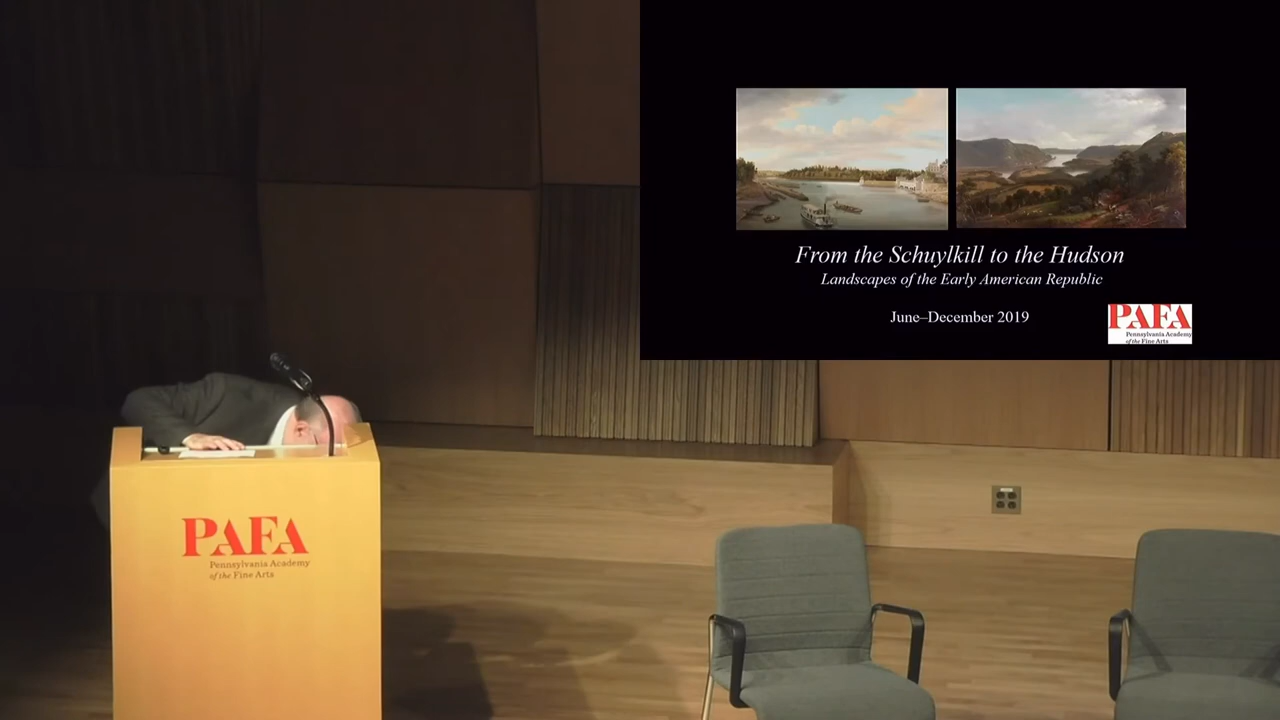 From the Schuylkill to the Hudson
Landscapes of the Early American Republic
June–December 2019
PAFA
Pennsylvania Academy
of the Fine Arts
PAFA
Pennsylvania Academy
of the Fine Arts